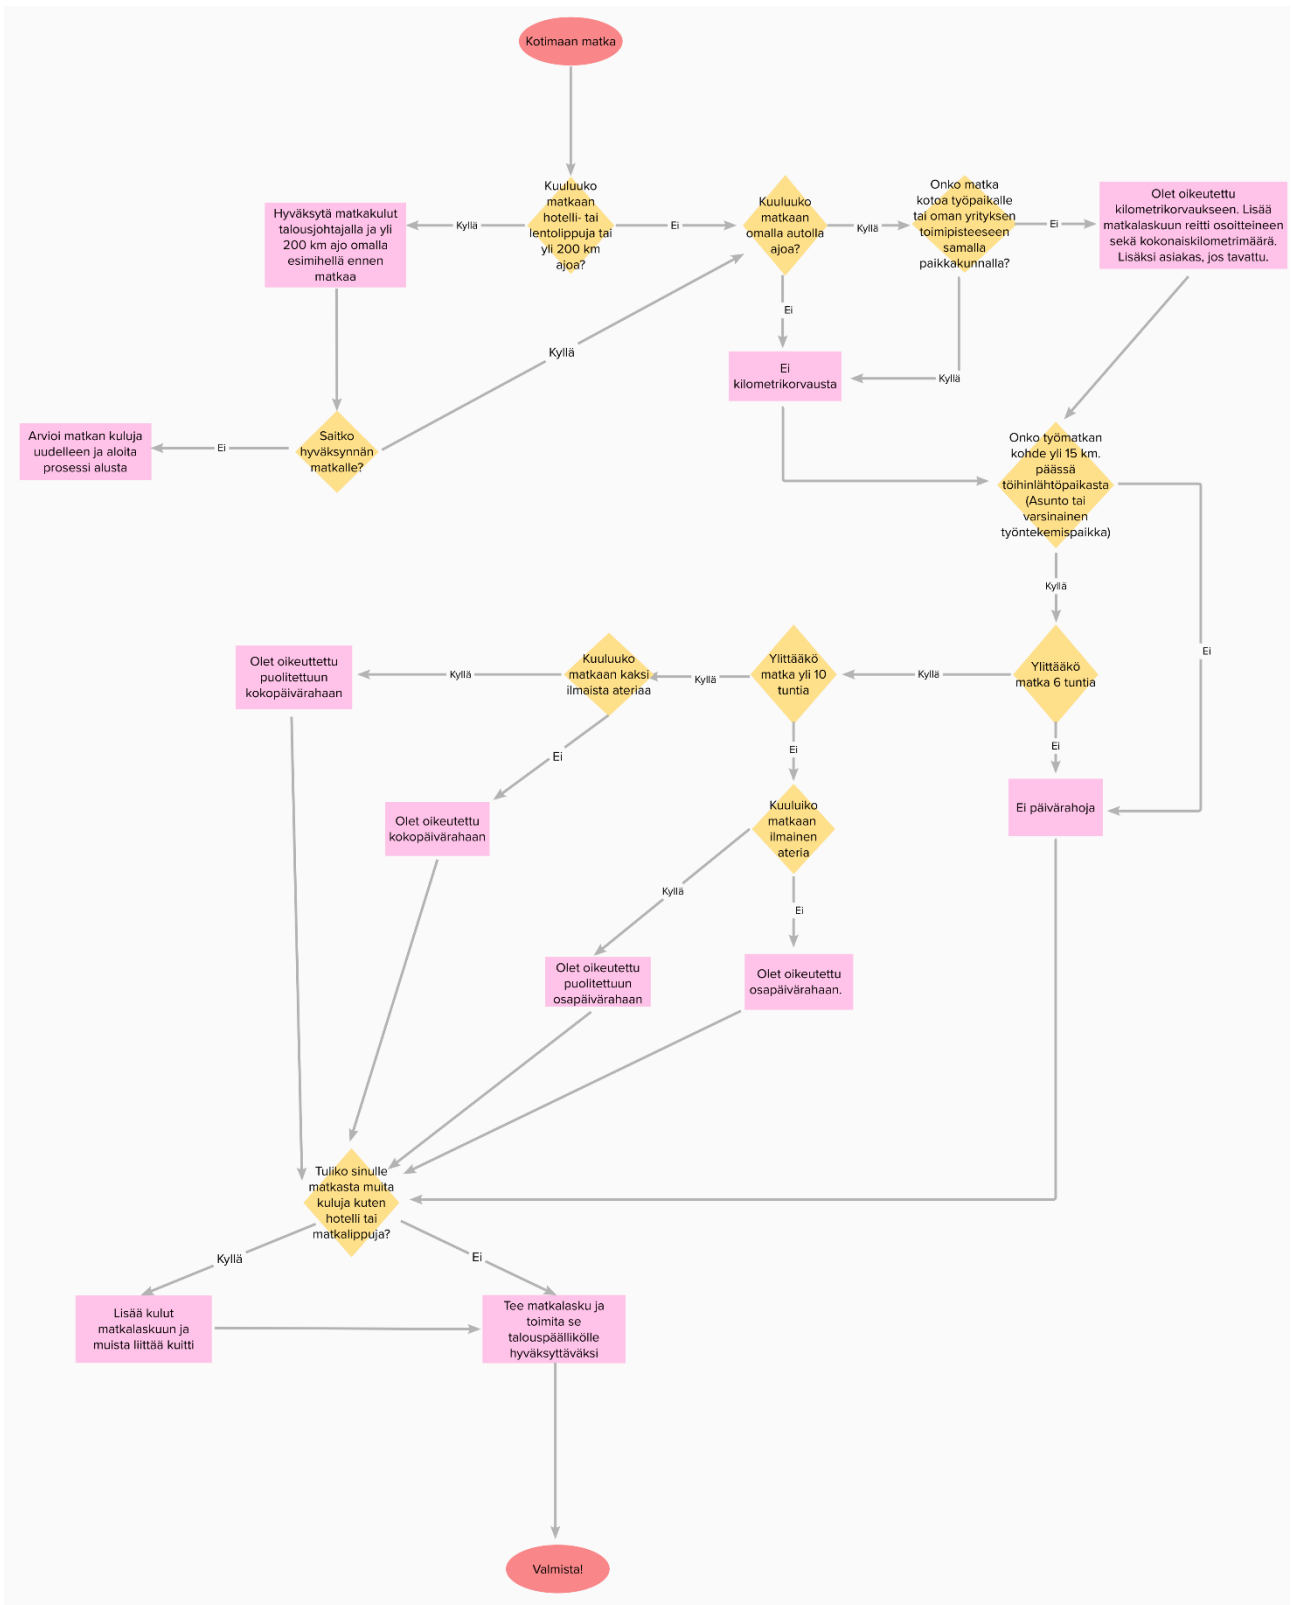 Kotimaan matka
Kuuluuko
matkaan
hotelli- tai
lentolippuja tai
yli 200 km
ajoa?
Kyllä
Ei
Hyväksytä matkakulut
talousjohtajalla ja yli
200 km ajo omalla
esimihellä ennen
matkaa
Kuuluuko
matkaan
omalla autolla
ajoa?
Kyllä
Onko matka
kotoa työpaikalle
tai oman yrityksen
toimipisteeseen
samalla
paikkakunnalla?
Ei
Olet oikeutettu
kilometrikorvaukseen. Lisää
matkalaskuun reitti osoitteineen
sekä kokonaiskilometrimäärä.
Lisäksi asiakas, jos tavattu.
Ei
Kyllä
Ei
kilometrikorvausta
Kyllä
Saitko
hyväksynnän
matkalle?
Ei
Arvioi matkan kuluja
uudelleen ja aloita
prosessi alusta
Onko työmatkan
kohde yli 15 km.
päässä
töihinlähtöpaikasta
(Asunto tai
varsinainen
työntekemispaikka)
Kyllä
Ei
Ylittääkö
matka 6 tuntia
Kyllä
Ylittääkö
matka yli 10
tuntia
Kyllä
Kuuluuko
matkaan kaksi
ilmaista ateriaa
Kyllä
Olet oikeuttettu
puolitettuun
kokopäivärahaan
Ei
Ei
Ei
Olet oikeutettu
kokopäivärahaan
Kuuluiko
matkaan
ilmainen
ateria
Ei päivärahoja
Kyllä
Ei
Olet oikeutettu
puolitettuun
osapäivärahaan
Olet oikeutettu
osapäivärahaan.
Tuliko sinulle
matkasta muita
kuluja kuten
hotelli tai
matkalippuja?
Kyllä
Ei
Lisää kulut
matkalaskuun ja
muista liittää kuitti
Tee matkalasku ja
toimita se
talouspäällikölle
hyväksyttäväksi
Valmista!